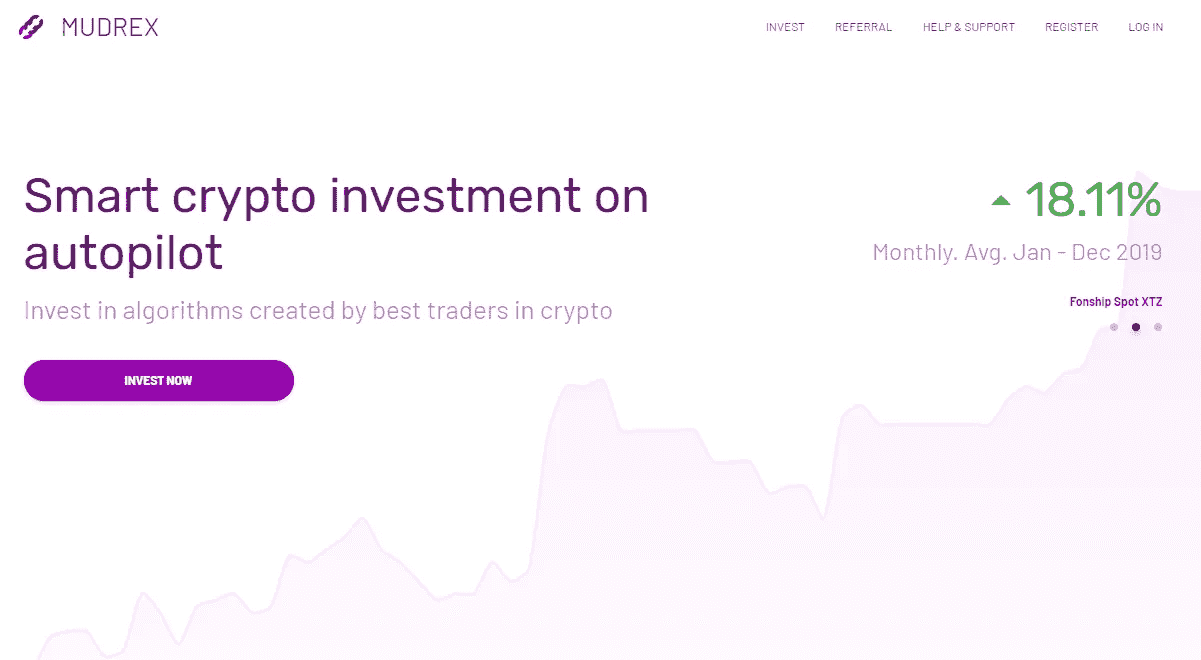 MUDREX
INVEST REFERRAL HELP & SUPPORT REGISTER LOG IN
Smart crypto investment on
autopilot
Invest in algorithms created by best traders in crypto
INVEST NOW
18.11%
Monthly. Avg. Jan - Dec 2019
Fonship Spot XTZ